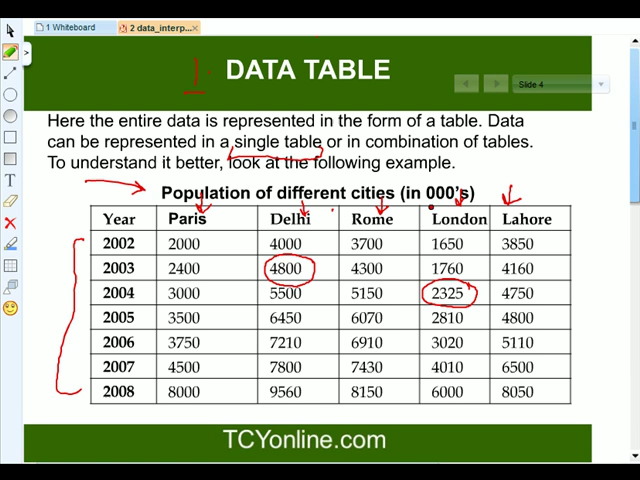 1 Whiteboard
2 data_interp...
1
DATA TABLE
Slide 4
Here the entire data is represented in the form of a table. Data
can be represented in a single table or in combination of tables.
To understand it better, look at the following example.
Population of different cities (in 000's)
Year Paris Delhi Rome London Lahore
2002 2000 4000 3700 1650 3850
2003 2400 4800 4300 1760 4160
2004 3000 5500 5150 2325 4750
2005 3500 6450 6070 2810 4800
2006 3750 7210 6910 3020 5110
2007 4500 7800 7430 4010 6500
2008 8000 9560 8150 6000 8050
TCYonline.com